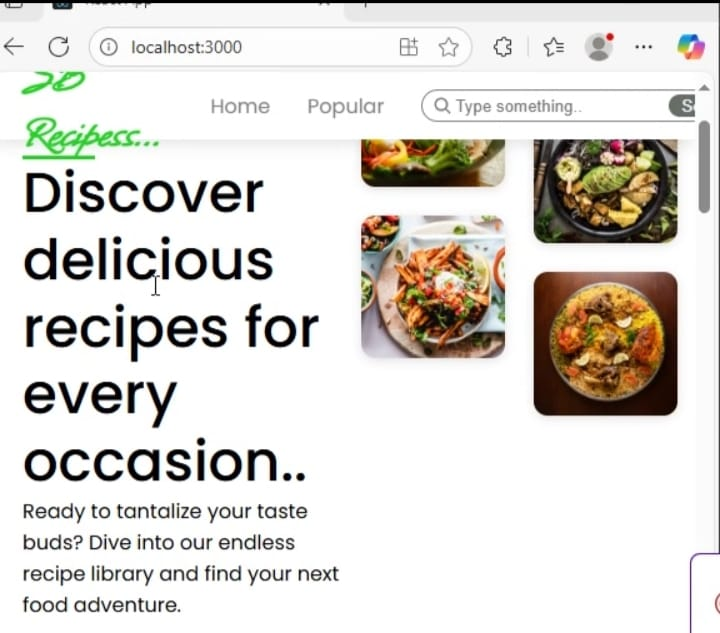 localhost:3000
SB
Recipess...
Home Popular Type something..
Discover
delicious
recipes for
every
occasion..
Ready to tantalize your taste
buds? Dive into our endless
recipe library and find your next
food adventure.